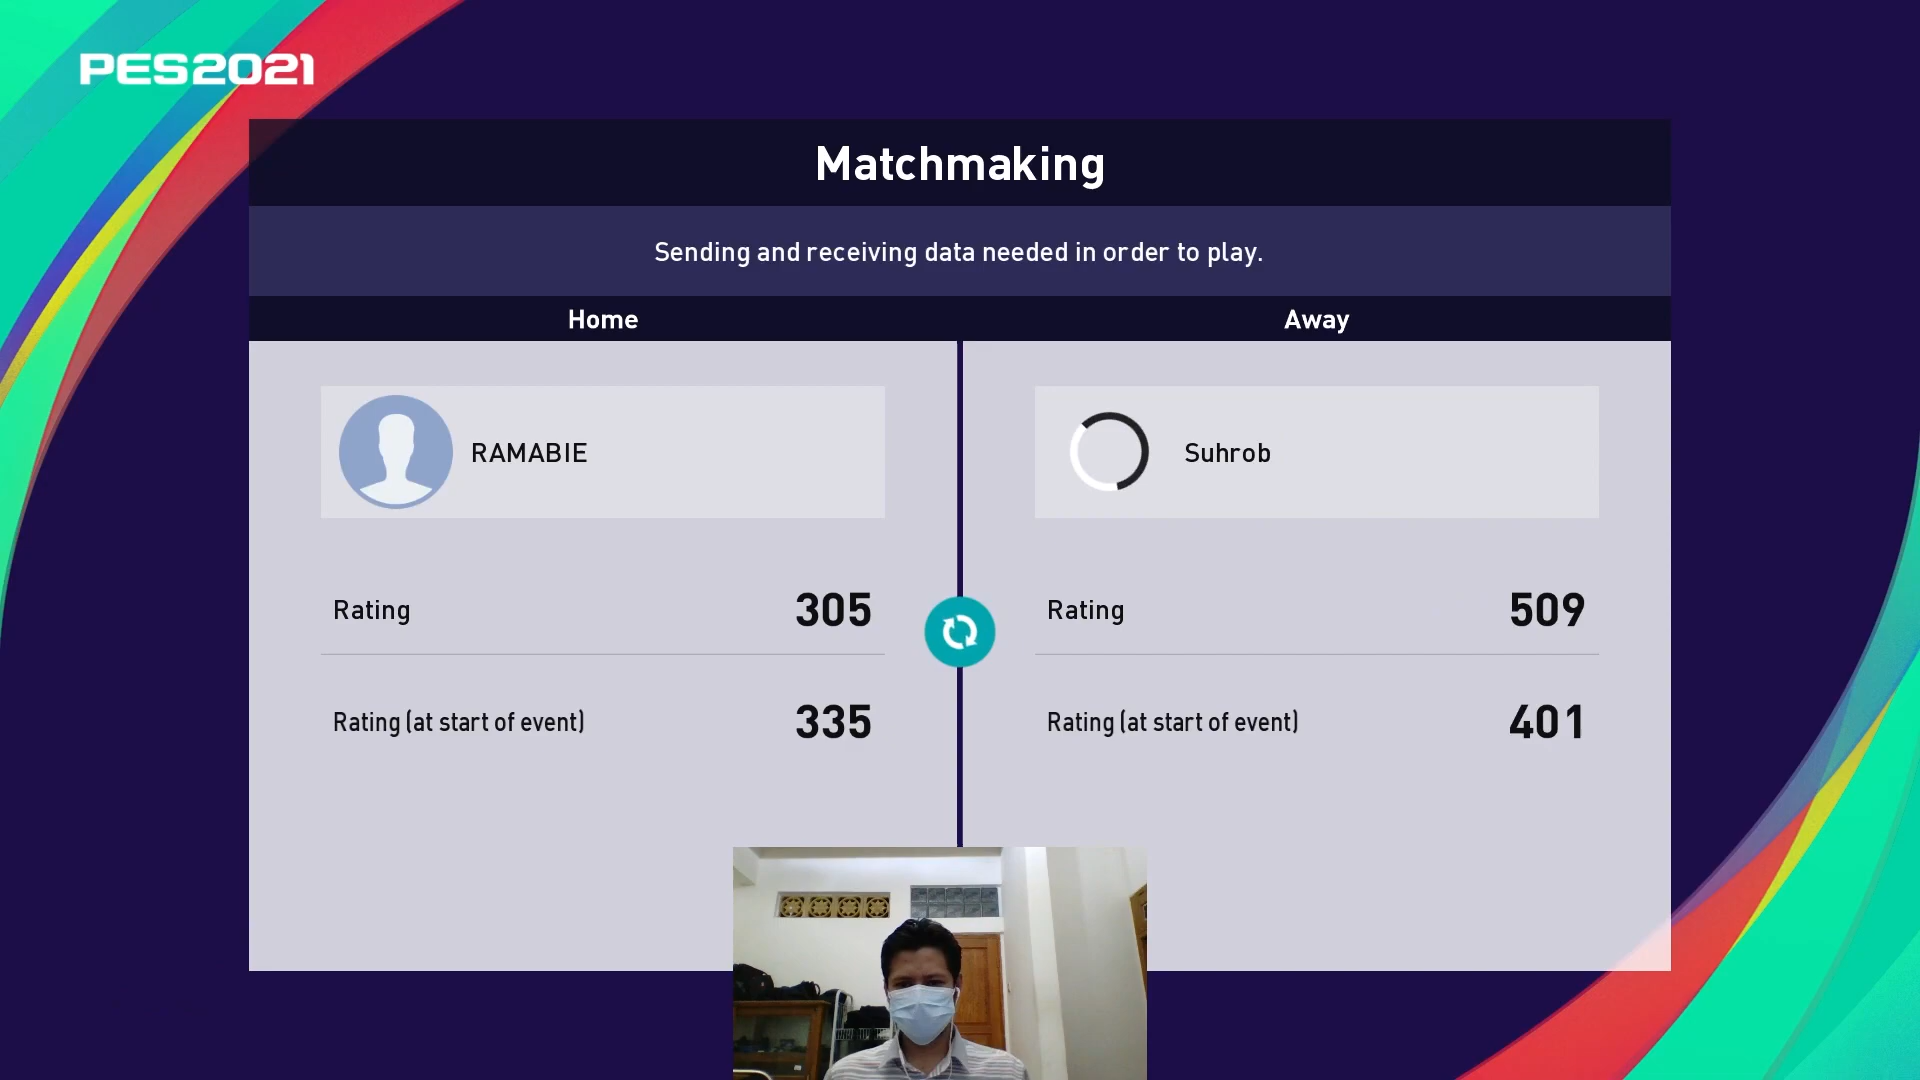 PES2021
Matchmaking
Sending and receiving data needed in order to play.
Home
Away
RAMABIE
Suhrob
Rating 305
Rating 509
Rating (at start of event) 335
Rating (at start of event) 401